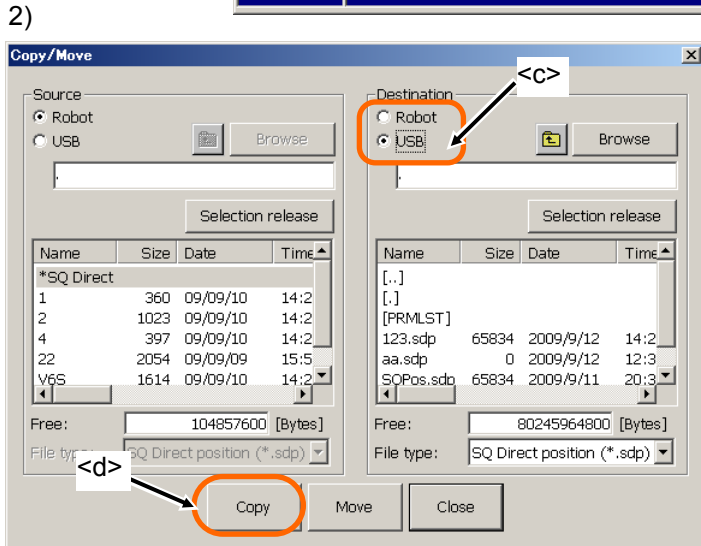 2)
Copy/Move
<c>
Source
Robot
USB
Browse
.
Selection release
Name Size Date Time
*SQ Direct
1 360 09/09/10 14:2
2 1023 09/09/10 14:2
4 397 09/09/10 14:2
22 2054 09/09/09 15:5
V6S 1614 09/09/10 14:2
Free: 104857600 [Bytes]
File type: SQ Direct position (*.sdp)
Destination
Robot
USB
Browse
.
Selection release
Name Size Date Time
[..]
[.]
[PRMLST]
123.sdp 65834 2009/9/12 14:2
aa.sdp 0 2009/9/12 12:3
SQPos.sdp 65834 2009/9/11 20:3
Free: 80245964800 [Bytes]
File type: SQ Direct position (*.sdp)
<d>
Copy Move Close